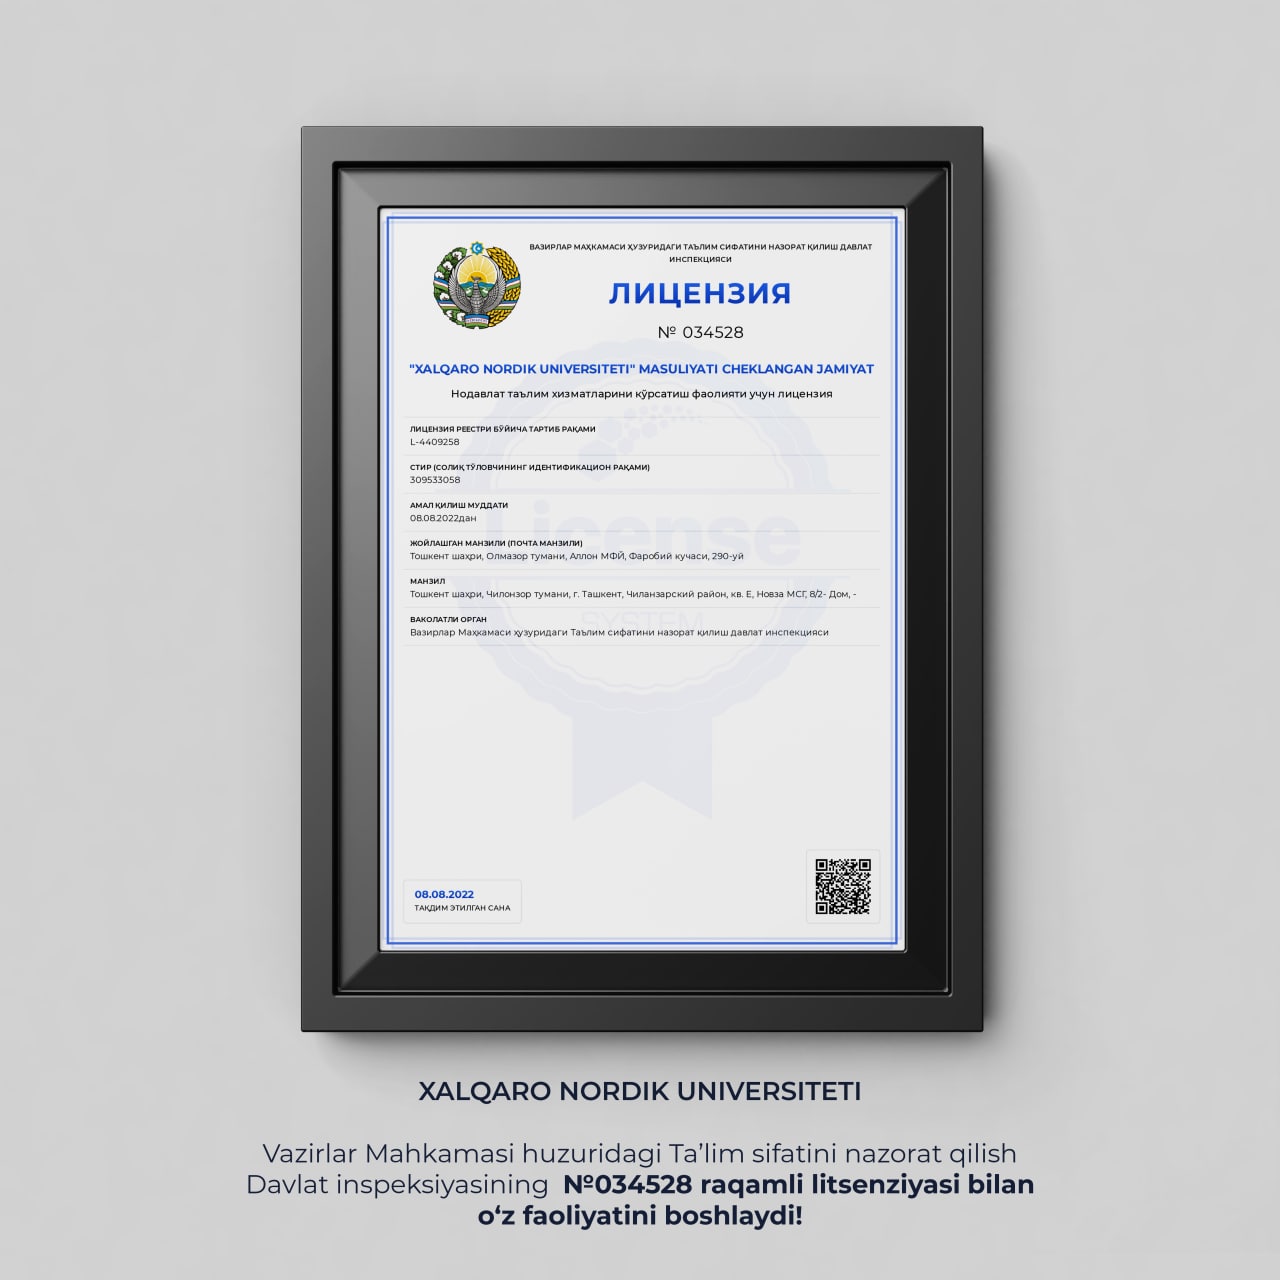 ВАЗИРЛАР МАҲКАМАСИ ҲУЗУРИДАГИ ТАЪЛИМ СИФАТИНИ НАЗОРАТ ҚИЛИШ ДАВЛАТ
ИНСПЕКЦИЯСИ
ЛИЦЕНЗИЯ
№ 034528
"XALQARO NORDIK UNIVERSITETI" MASULIYATI CHEKLANGAN JAMIYAT
Нодавлат таълим хизматларини кўрсатиш фаолияти учун лицензия
ЛИЦЕНЗИЯ РЕЕСТРИ БЎЙИЧА ТАРТИБ РАҚАМИ
L-4409258
СТИР (СОЛИҚ ТЎЛОВЧИНИНГ ИДЕНТИФИКАЦИОН РАҚАМИ)
309533058
АМАЛ ҚИЛИШ МУДДАТИ
08.08.2022дан
License
ЖОЙЛАШГАН МАНЗИЛИ (ПОЧТА МАНЗИЛИ)
Тошкент шаҳри, Олмазор тумани, Аллон МФЙ, Фаробий кучаси, 290-уй
МАНЗИЛ
Тошкент шаҳри, Чилонзор тумани, г. Ташкент, Чиланзарский район, кв. Е, Новза МСГ, 8/2- Дом, -
SYSTEM
ВАКОЛАТЛИ ОРГАН
Вазирлар Маҳкамаси ҳузуридаги Таълим сифатини назорат қилиш давлат инспекцияси
08.08.2022
ТАҚДИМ ЭТИЛГАН САНА
XALQARO NORDIK UNIVERSITETI
Vazirlar Mahkamasi huzuridagi Ta’lim sifatini nazorat qilish
Davlat inspeksiyasining №034528 raqamli litsenziyasi bilan
o‘z faoliyatini boshlaydi!